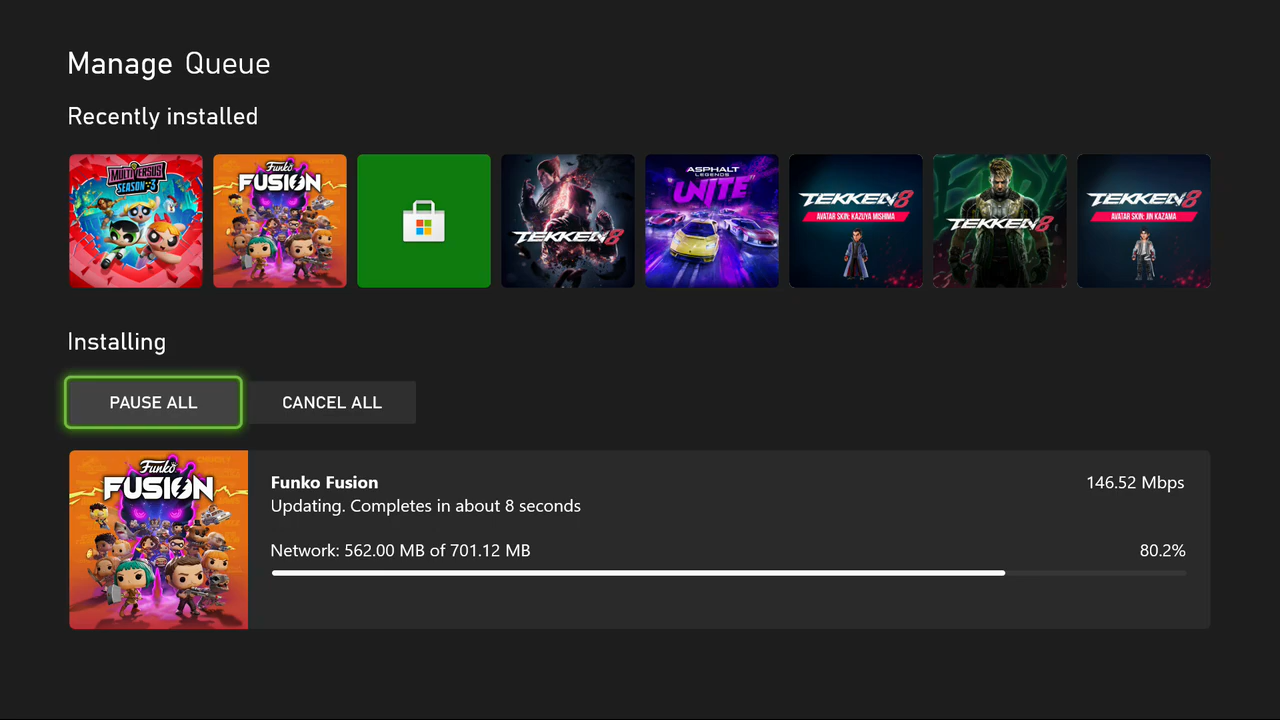 Manage Queue
Recently installed
MULTIVERSUS
SEASON 3
Funko
FUSION
TEKKEN 8
ASPHALT
LEGENDS
UNITE
TEKKEN 8
AVATAR SKIN: KAZUYA MISHIMA
TEKKEN 8
TEKKEN 8
AVATAR SKIN: JIN KAZAMA
Installing
PAUSE ALL
CANCEL ALL
Funko
FUSION
Funko Fusion
146.52 Mbps
Updating. Completes in about 8 seconds
Network: 562.00 MB of 701.12 MB
80.2%